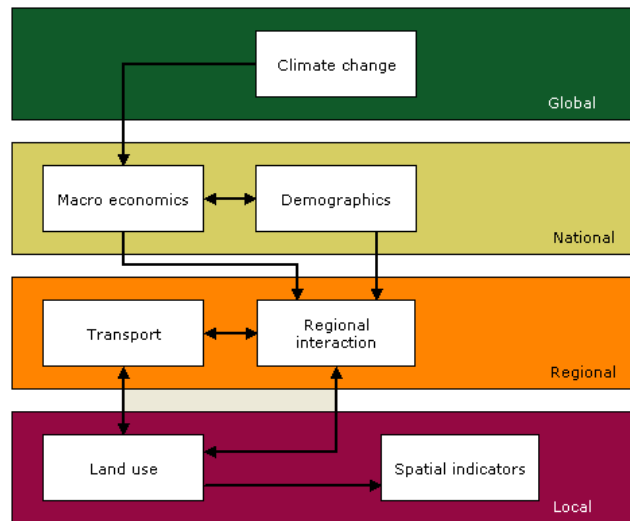 Climate change
Global
Macro economics
Demographics
National
Transport
Regional
interaction
Regional
Land use
Spatial indicators
Local